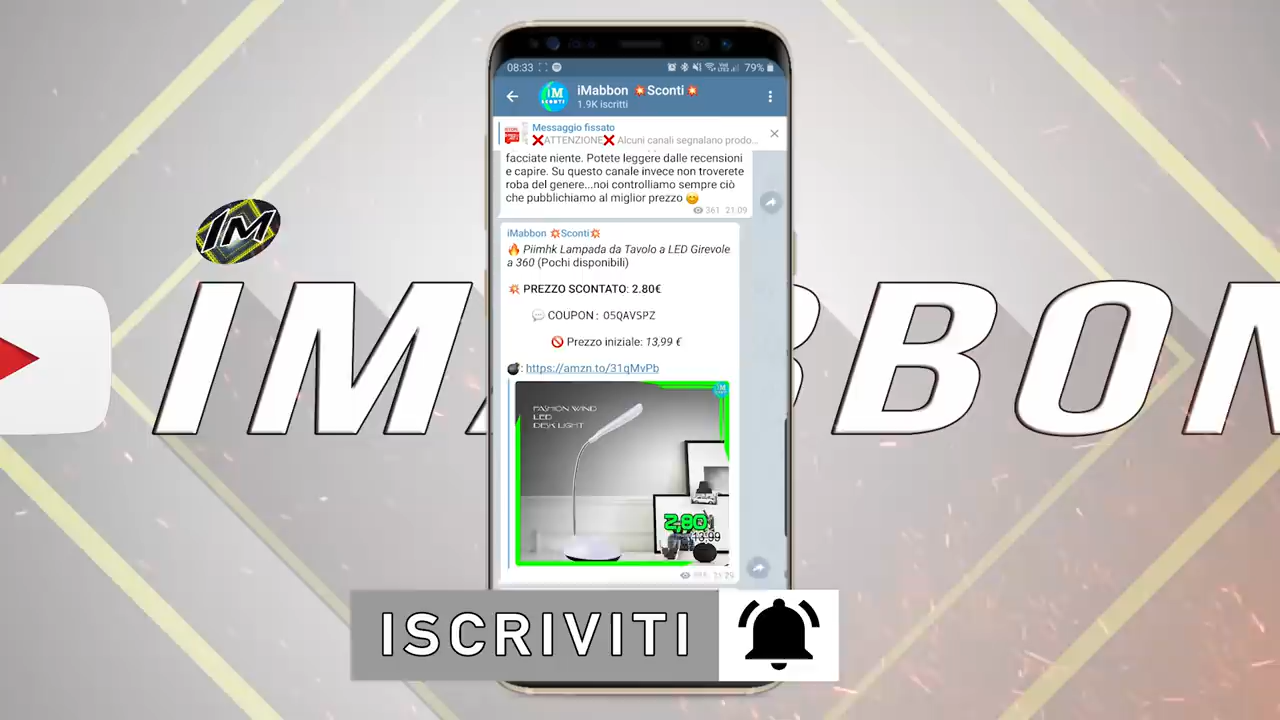 08:33
79%
iMabbon 💥Sconti💥
1.9K iscritti
Messaggio fissato
❌ATTENZIONE❌ Alcuni canali segnalano prodo...
facciate niente. Potete leggere dalle recensioni
e capire. Su questo canale invece non troverete
roba del genere...noi controlliamo sempre ciò
che pubblichiamo al miglior prezzo 😊
361 21:09
iMabbon 💥Sconti💥
🔥 Piimhk Lampada da Tavolo a LED Girevole
a 360 (Pochi disponibili)
💥 PREZZO SCONTATO: 2.80€
💬 COUPON: 05QAVSPZ
🚫 Prezzo iniziale: 13,99 €
💣: https://amzn.to/31qMvPb
FASHION WIND
LED
DESK LIGHT
2,80
13,99
iM
SCONTI
IM
BON
ISCRIVITI